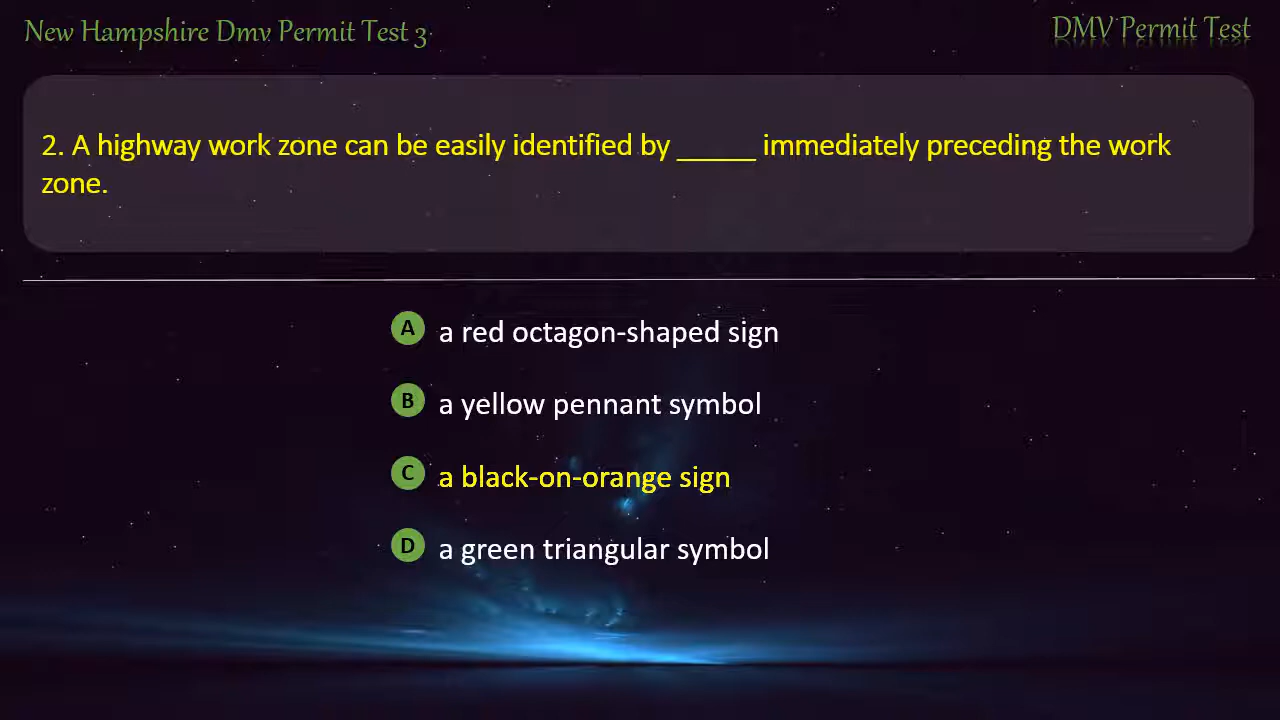 New Hampshire Dmv Permit Test 3
DMV Permit Test
2. A highway work zone can be easily identified by _____ immediately preceding the work
zone.
A a red octagon-shaped sign
B a yellow pennant symbol
C a black-on-orange sign
D a green triangular symbol